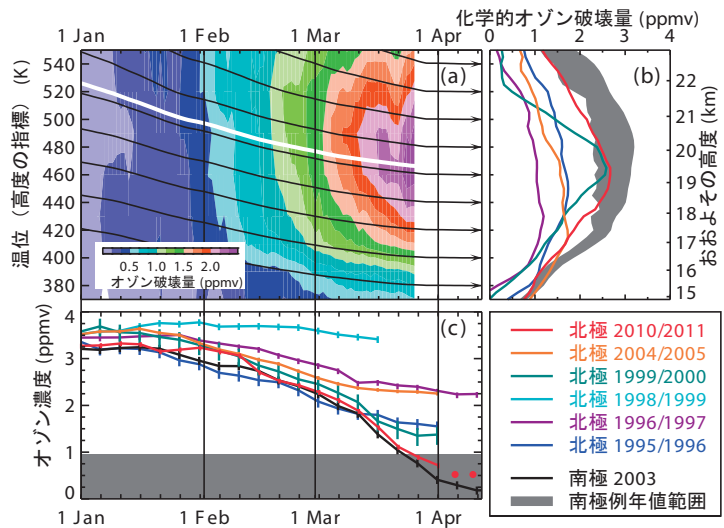 化学的オゾン破壊量 (ppmv)
1 Jan 1 Feb 1 Mar 1 Apr 0 1 2 3 4
温位（高度の指標）(K)
540
520
500
480
460
440
420
400
380
(a)
0.5 1.0 1.5 2.0
オゾン破壊量 (ppmv)
(b)
22
21
20
19
18
17
16
15
おおよその高度 (km)
オゾン濃度 (ppmv)
4
3
2
1
0
(c)
1 Jan 1 Feb 1 Mar 1 Apr
北極 2010/2011
北極 2004/2005
北極 1999/2000
北極 1998/1999
北極 1996/1997
北極 1995/1996
南極 2003
南極例年値範囲